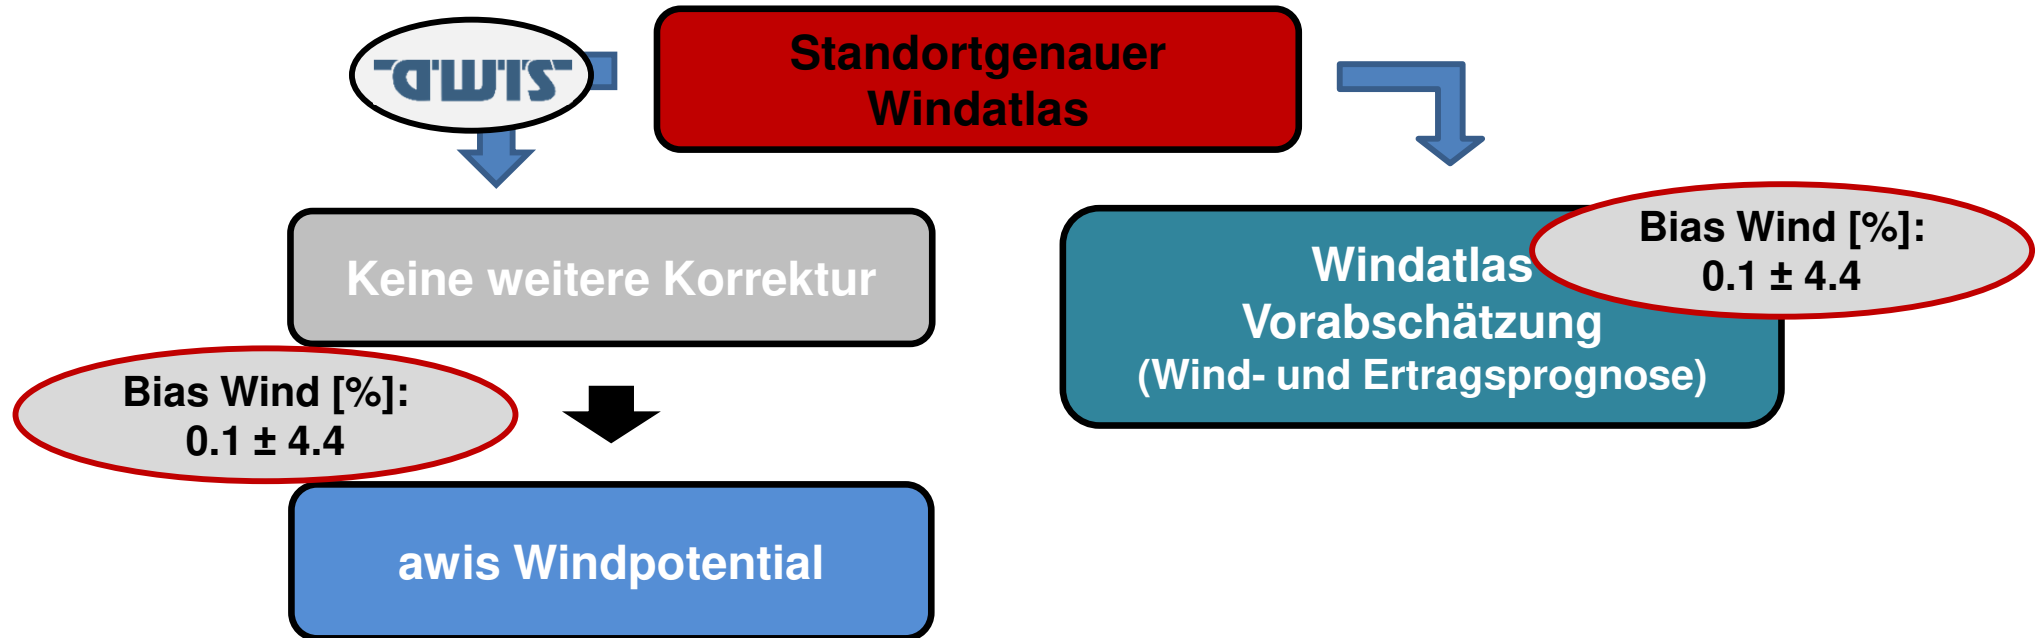 awis
Standortgenauer
Windatlas
Keine weitere Korrektur
Bias Wind [%]:
0.1 ± 4.4
awis Windpotential
Windatlas
Vorabschätzung
(Wind- und Ertragsprognose)
Bias Wind [%]:
0.1 ± 4.4